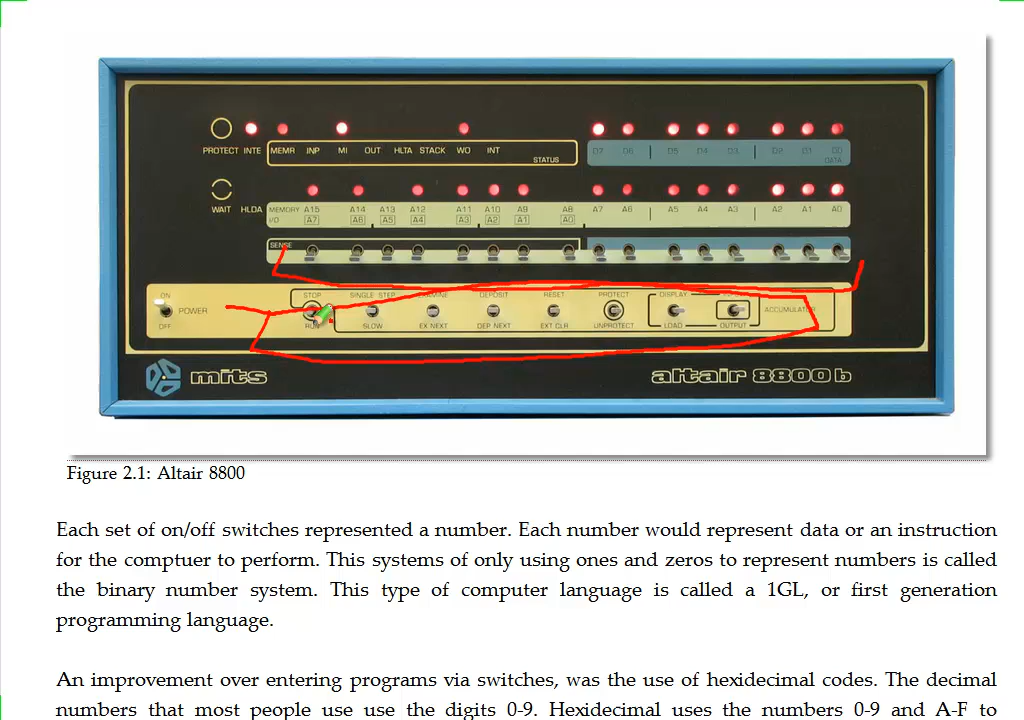 PROTECT INTE MEMR INP MI OUT HLTA STACK WO INT D7 D6 D5 D4 D3 D2 D1 D0
STATUS DATA
WAIT HLDA MEMORY A15 A14 A13 A12 A11 A10 A9 A8 A7 A6 A5 A4 A3 A2 A1 A0
I/O A7 A6 A5 A4 A3 A2 A1 A0
SENSE
ON STOP SINGLE STEP DEPOSIT RESET PROTECT DISPLAY
POWER ACCUMULATOR
OFF RUN SLOW EX NEXT DEP NEXT EXT CLR UNPROTECT LOAD OUTPUT
mits altair 8800b
Figure 2.1: Altair 8800
Each set of on/off switches represented a number. Each number would represent data or an instruction
for the comptuer to perform. This systems of only using ones and zeros to represent numbers is called
the binary number system. This type of computer language is called a 1GL, or first generation
programming language.
An improvement over entering programs via switches, was the use of hexidecimal codes. The decimal
numbers that most people use use the digits 0-9. Hexidecimal uses the numbers 0-9 and A-F to